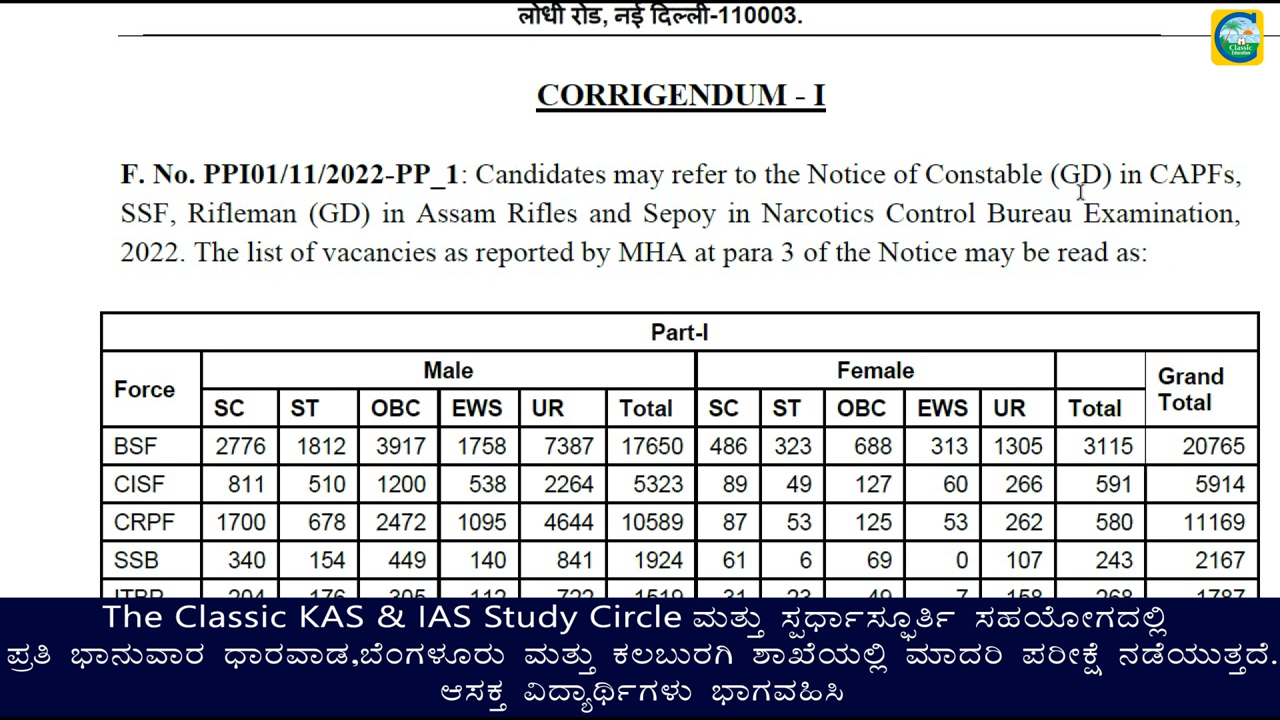 लोधी रोड, नई दिल्ली-110003.
Classic
Education
CORRIGENDUM - I
F. No. PPI01/11/2022-PP_1: Candidates may refer to the Notice of Constable (GD) in CAPFs,
SSF, Rifleman (GD) in Assam Rifles and Sepoy in Narcotics Control Bureau Examination,
2022. The list of vacancies as reported by MHA at para 3 of the Notice may be read as:
Part-I
Force Male Female Grand Total
SC ST OBC EWS UR Total SC ST OBC EWS UR Total
BSF 2776 1812 3917 1758 7387 17650 486 323 688 313 1305 3115 20765
CISF 811 510 1200 538 2264 5323 89 49 127 60 266 591 5914
CRPF 1700 678 2472 1095 4644 10589 87 53 125 53 262 580 11169
SSB 340 154 449 140 841 1924 61 6 69 0 107 243 2167
The Classic KAS & IAS Study Circle ಮತ್ತು ಸ್ಪರ್ಧಾಸ್ಫೂರ್ತಿ ಸಹಯೋಗದಲ್ಲಿ
ಪ್ರತಿ ಭಾನುವಾರ ಧಾರವಾಡ,ಬೆಂಗಳೂರು ಮತ್ತು ಕಲಬುರಗಿ ಶಾಖೆಯಲ್ಲಿ ಮಾದರಿ ಪರೀಕ್ಷೆ ನಡೆಯುತ್ತದೆ.
ಆಸಕ್ತ ವಿದ್ಯಾರ್ಥಿಗಳು ಭಾಗವಹಿಸಿ